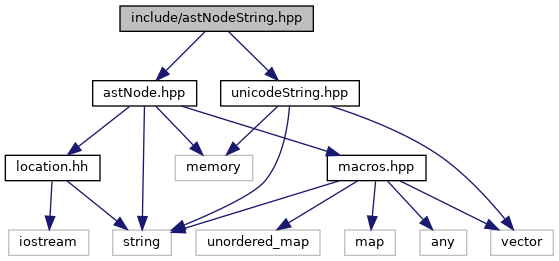 include/astNodeString.hpp
astNode.hpp
unicodeString.hpp
location.hh
memory
macros.hpp
iostream
string
unordered_map
map
any
vector